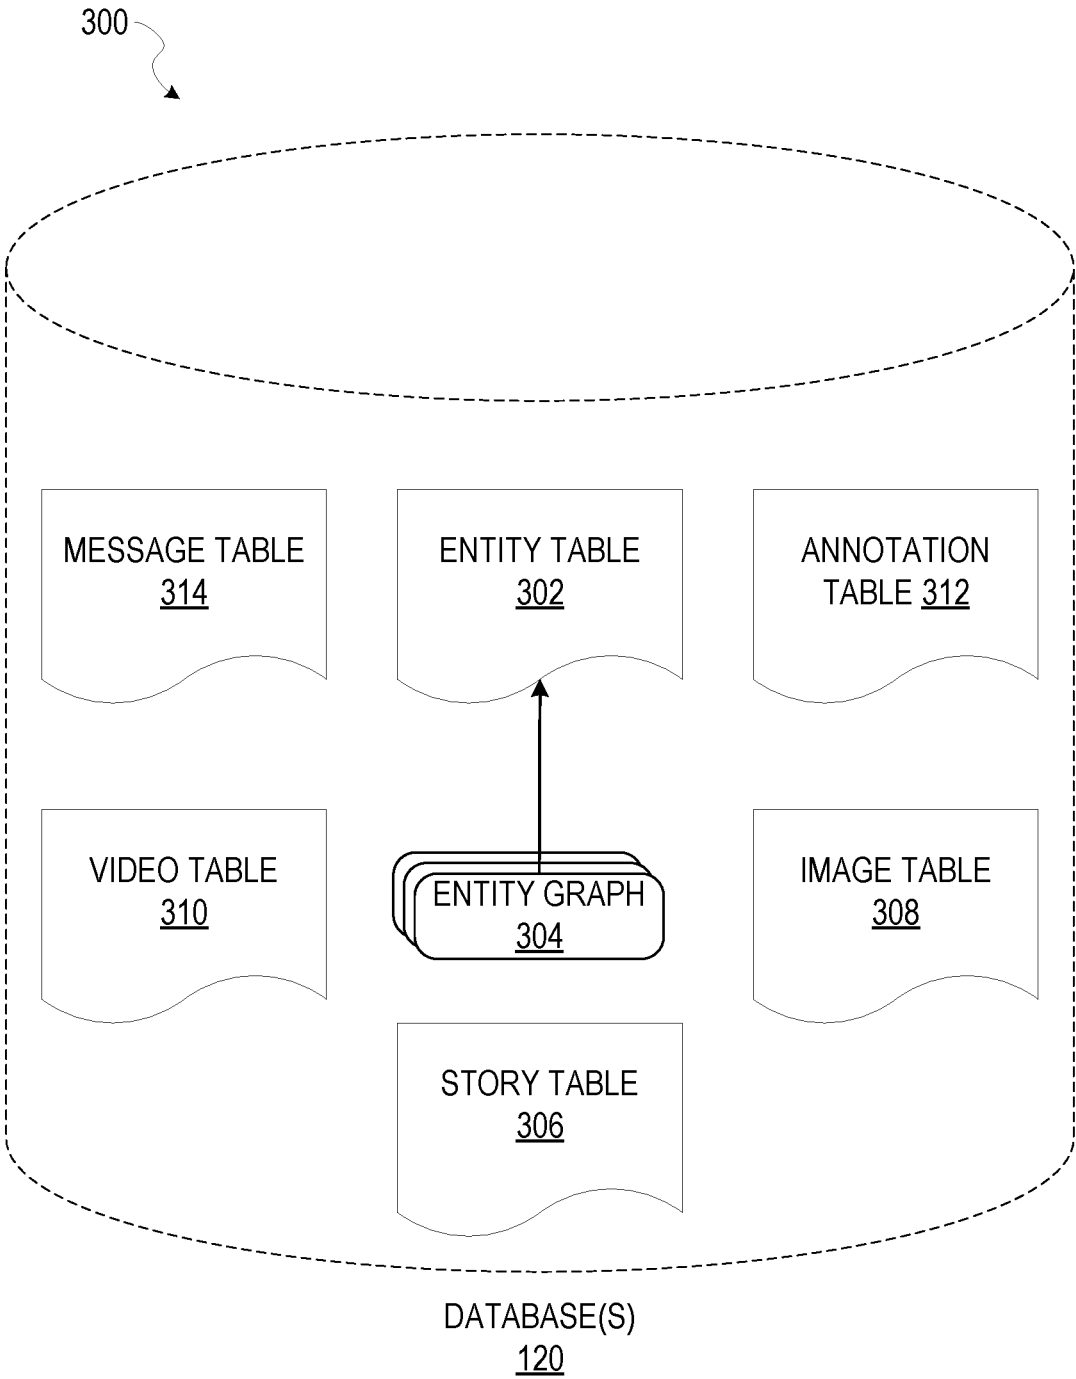 300
MESSAGE TABLE
314
ENTITY TABLE
302
ANNOTATION
TABLE 312
VIDEO TABLE
310
ENTITY GRAPH
304
IMAGE TABLE
308
STORY TABLE
306
DATABASE(S)
120